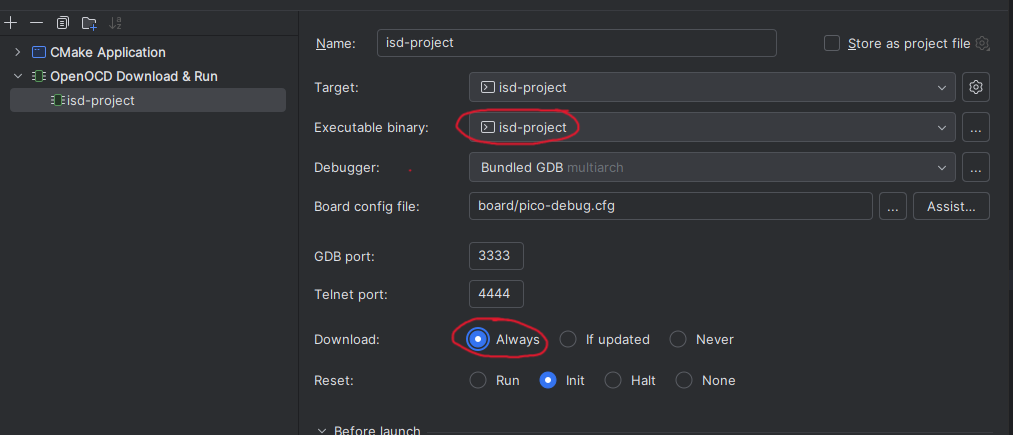 Name: isd-project Store as project file
CMake Application
OpenOCD Download & Run
isd-project
Target: isd-project
Executable binary: isd-project ...
Debugger: Bundled GDB multiarch ...
Board config file: board/pico-debug.cfg ... Assist...
GDB port: 3333
Telnet port: 4444
Download: Always If updated Never
Reset: Run Init Halt None
Before launch